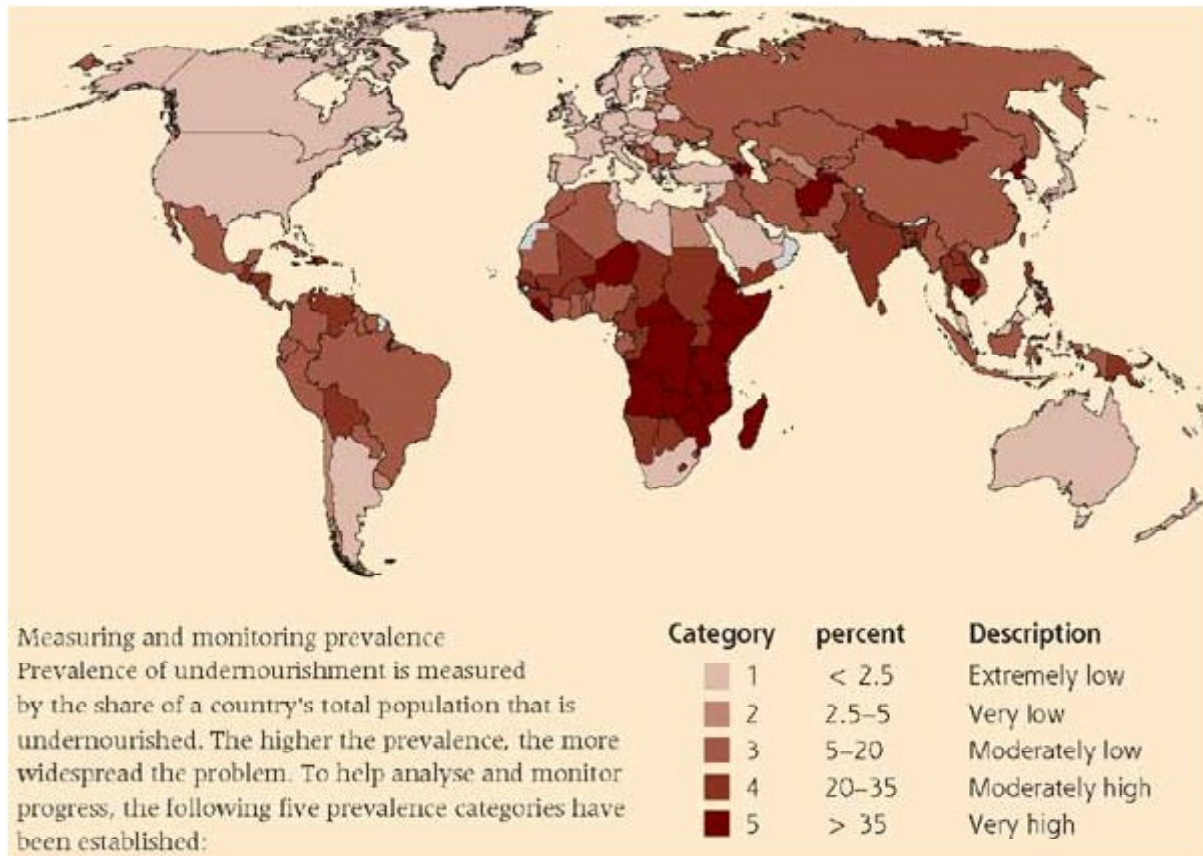 Measuring and monitoring prevalence
Prevalence of undernourishment is measured
by the share of a country's total population that is
undernourished. The higher the prevalence, the more
widespread the problem. To help analyse and monitor
progress, the following five prevalence categories have
been established:
Category percent Description
1 < 2.5 Extremely low
2 2.5–5 Very low
3 5–20 Moderately low
4 20–35 Moderately high
5 > 35 Very high